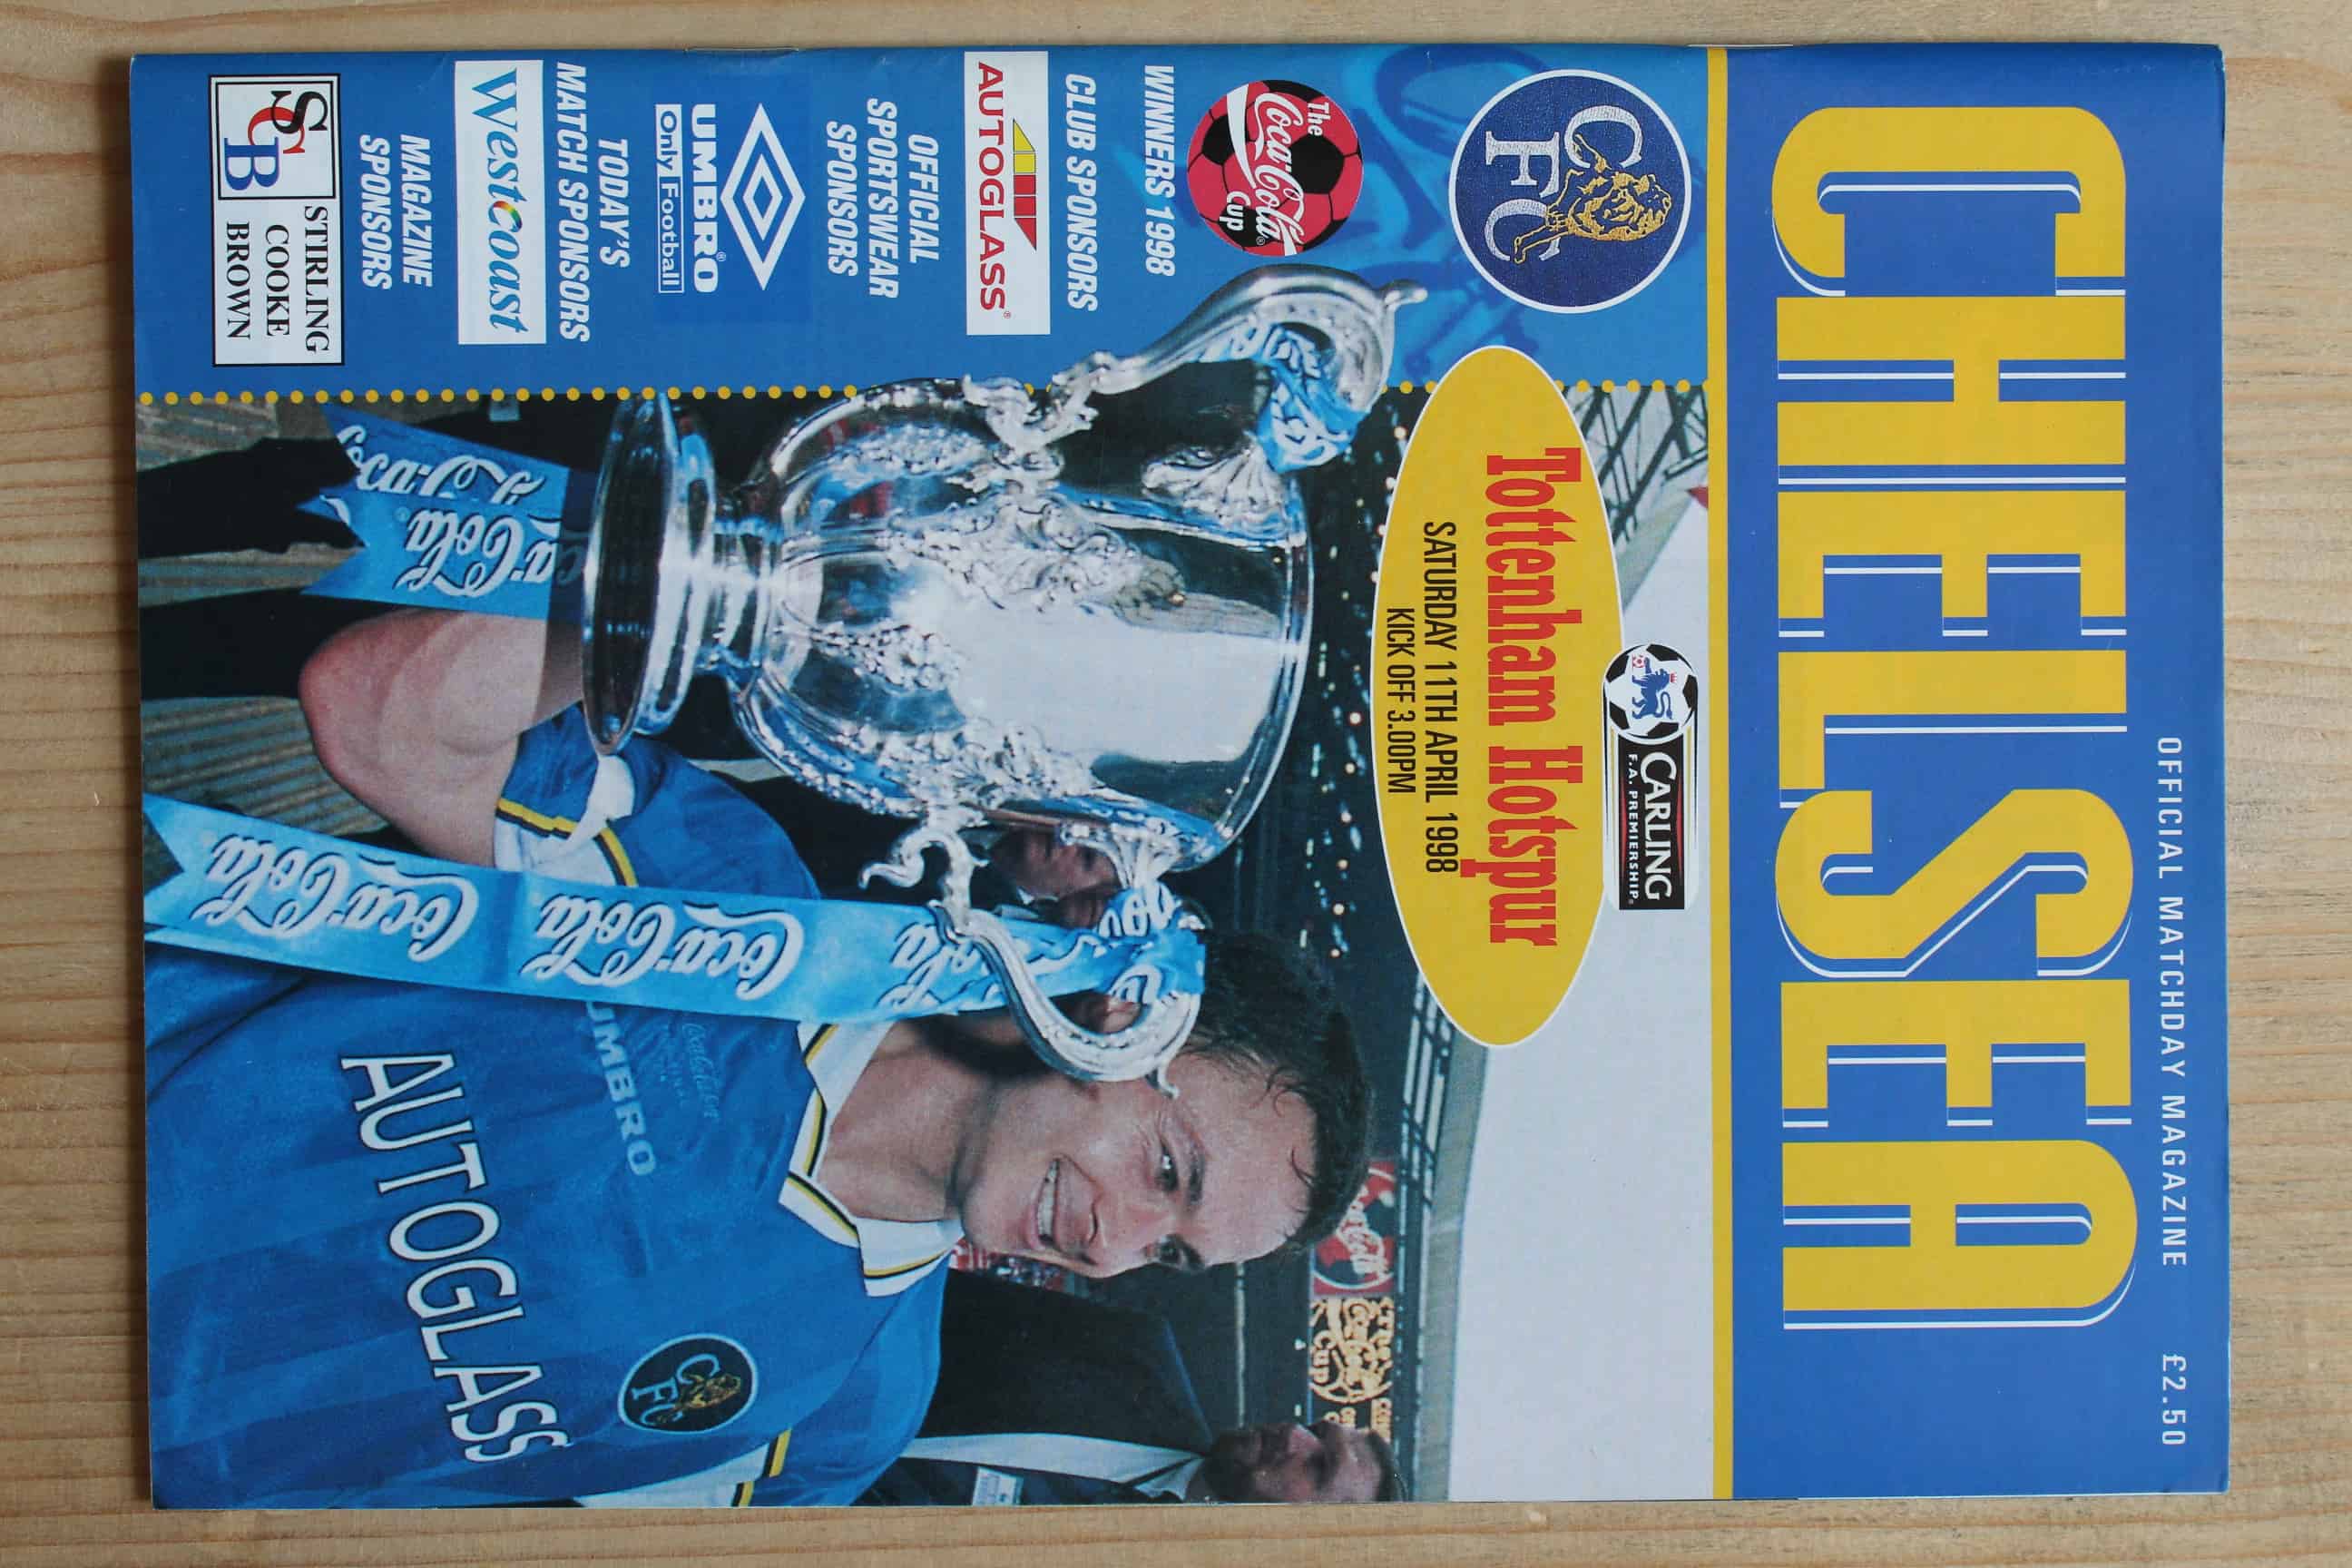 OFFICIAL MATCHDAY MAGAZINE £2.50
CHELSEA
CFC
CARLING
F.A. PREMIERSHIP
Tottenham Hotspur
SATURDAY 11TH APRIL 1998
KICK OFF 3.00PM
The
Coca-Cola®
Cup
WINNERS 1998
CLUB SPONSORS
AUTOGLASS®
OFFICIAL
SPORTSWEAR
SPONSORS
UMBRO®
Only Football
TODAY'S
MATCH SPONSORS
Westcoast
MAGAZINE
SPONSORS
SCB
STIRLING
COOKE
BROWN
Coca-Cola
Coca-Cola
Coca-Cola
UMBRO
CFC
AUTOGLASS
Coca-Cola